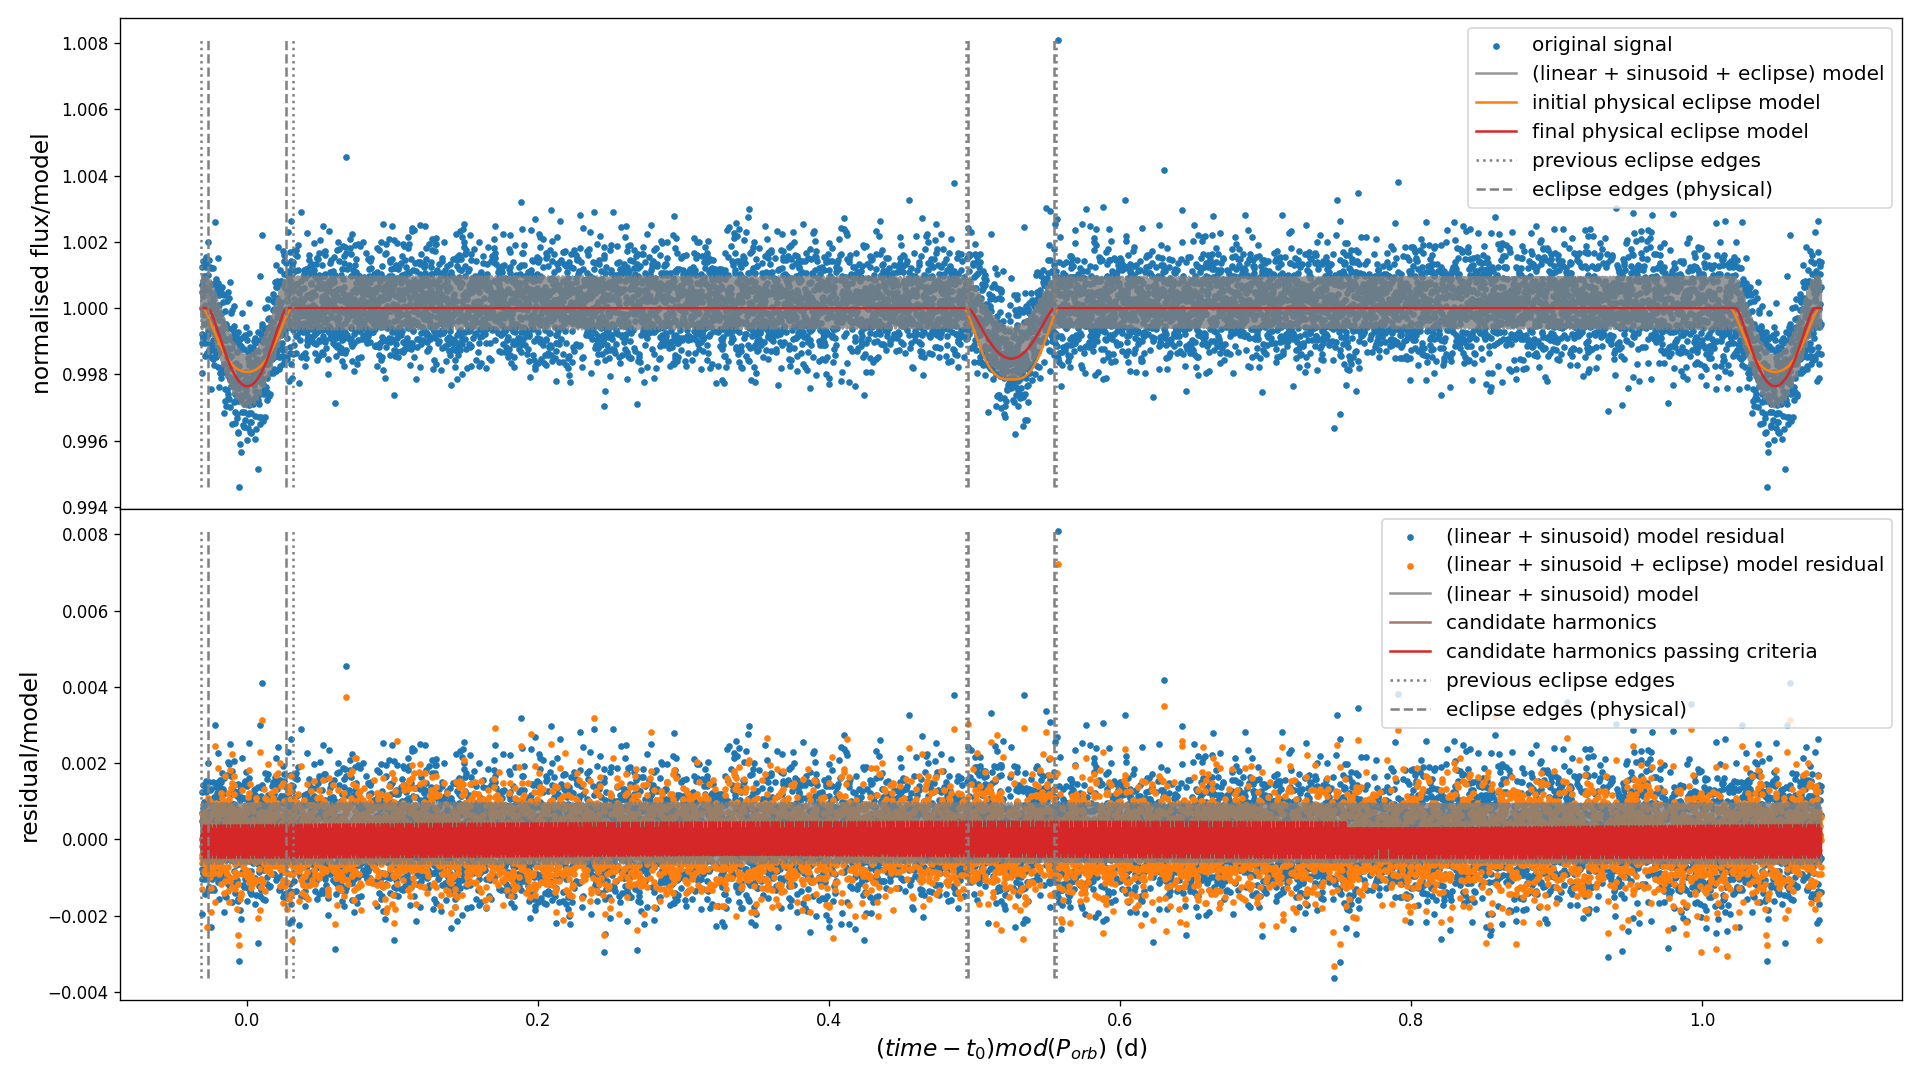 normalised flux/model
1.008
1.006
1.004
1.002
1.000
0.998
0.996
0.994
original signal
(linear + sinusoid + eclipse) model
initial physical eclipse model
final physical eclipse model
previous eclipse edges
eclipse edges (physical)
residual/model
0.008
0.006
0.004
0.002
0.000
−0.002
−0.004
(linear + sinusoid) model residual
(linear + sinusoid + eclipse) model residual
(linear + sinusoid) model
candidate harmonics
candidate harmonics passing criteria
previous eclipse edges
eclipse edges (physical)
0.0 0.2 0.4 0.6 0.8 1.0
(time − t₀)mod(P_orb) (d)